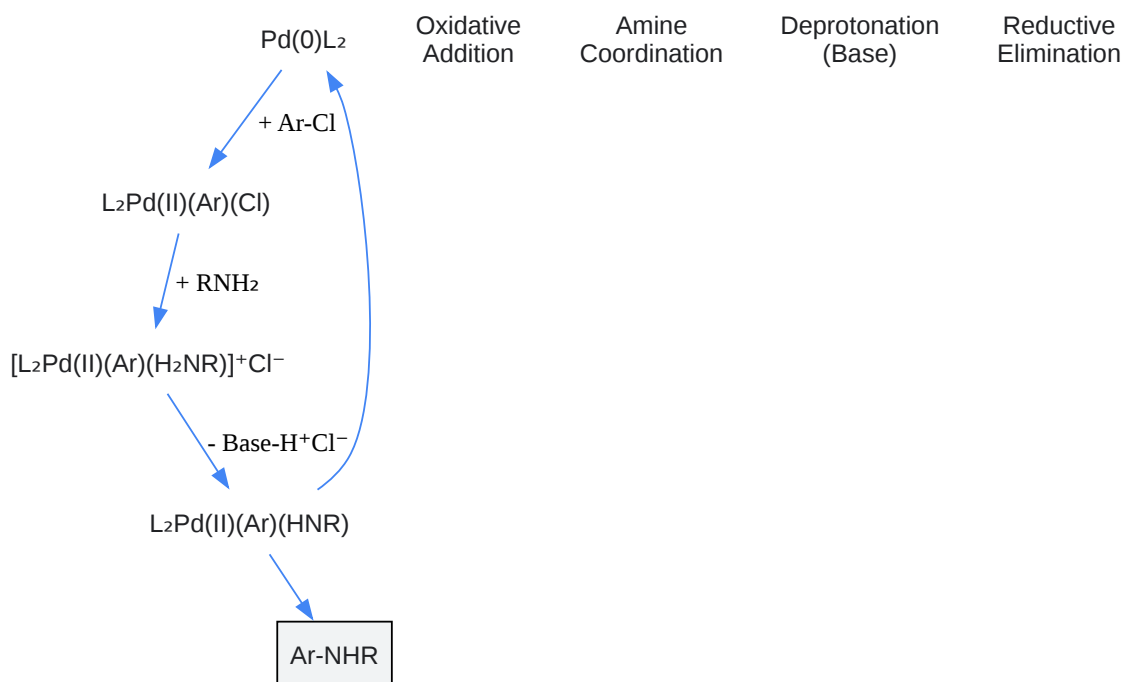 Pd(0)L₂
Oxidative
Addition
Amine
Coordination
Deprotonation
(Base)
Reductive
Elimination
+ Ar-Cl
L₂Pd(II)(Ar)(Cl)
+ RNH₂
[L₂Pd(II)(Ar)(H₂NR)]⁺Cl⁻
- Base-H⁺Cl⁻
L₂Pd(II)(Ar)(HNR)
Ar-NHR